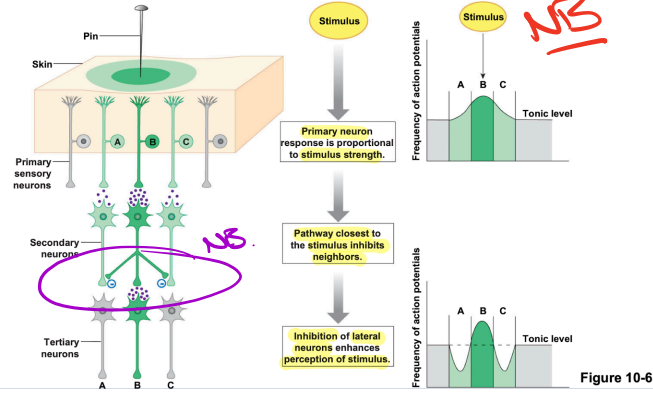 Pin
Skin
A
B
C
Primary
sensory
neurons
Secondary
neurons
NB.
Tertiary
neurons
A
B
C
Stimulus
Primary neuron
response is proportional
to stimulus strength.
Pathway closest to
the stimulus inhibits
neighbors.
Inhibition of lateral
neurons enhances
perception of stimulus.
Stimulus
NB
Frequency of action potentials
A B C
Tonic level
Frequency of action potentials
A B C
Tonic level
Figure 10-6